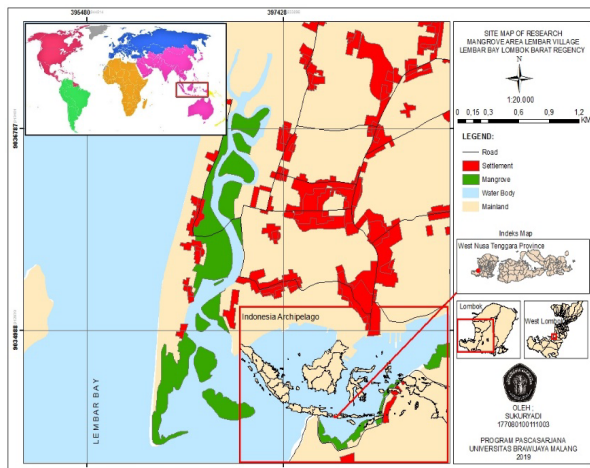 395480
397428
9836787
9834988
SITE MAP OF RESEARCH
MANGROVE AREA LEMBAR VILLAGE
LEMBAR BAY LOMBOK BARAT REGENCY
N
1:20.000
0 0,15 0,3 0,6 0,9 1,2
KM
LEGEND:
Road
Settlement
Mangrove
Water Body
Mainland
Indeks Map
West Nusa Tenggara Province
Lombok
West Lombok
Indonesia Archipelago
LEMBAR BAY
OLEH :
SUKURYADI
177080100111003
PROGRAM PASCASARJANA
UNIVERSITAS BRAWIJAYA MALANG
2019